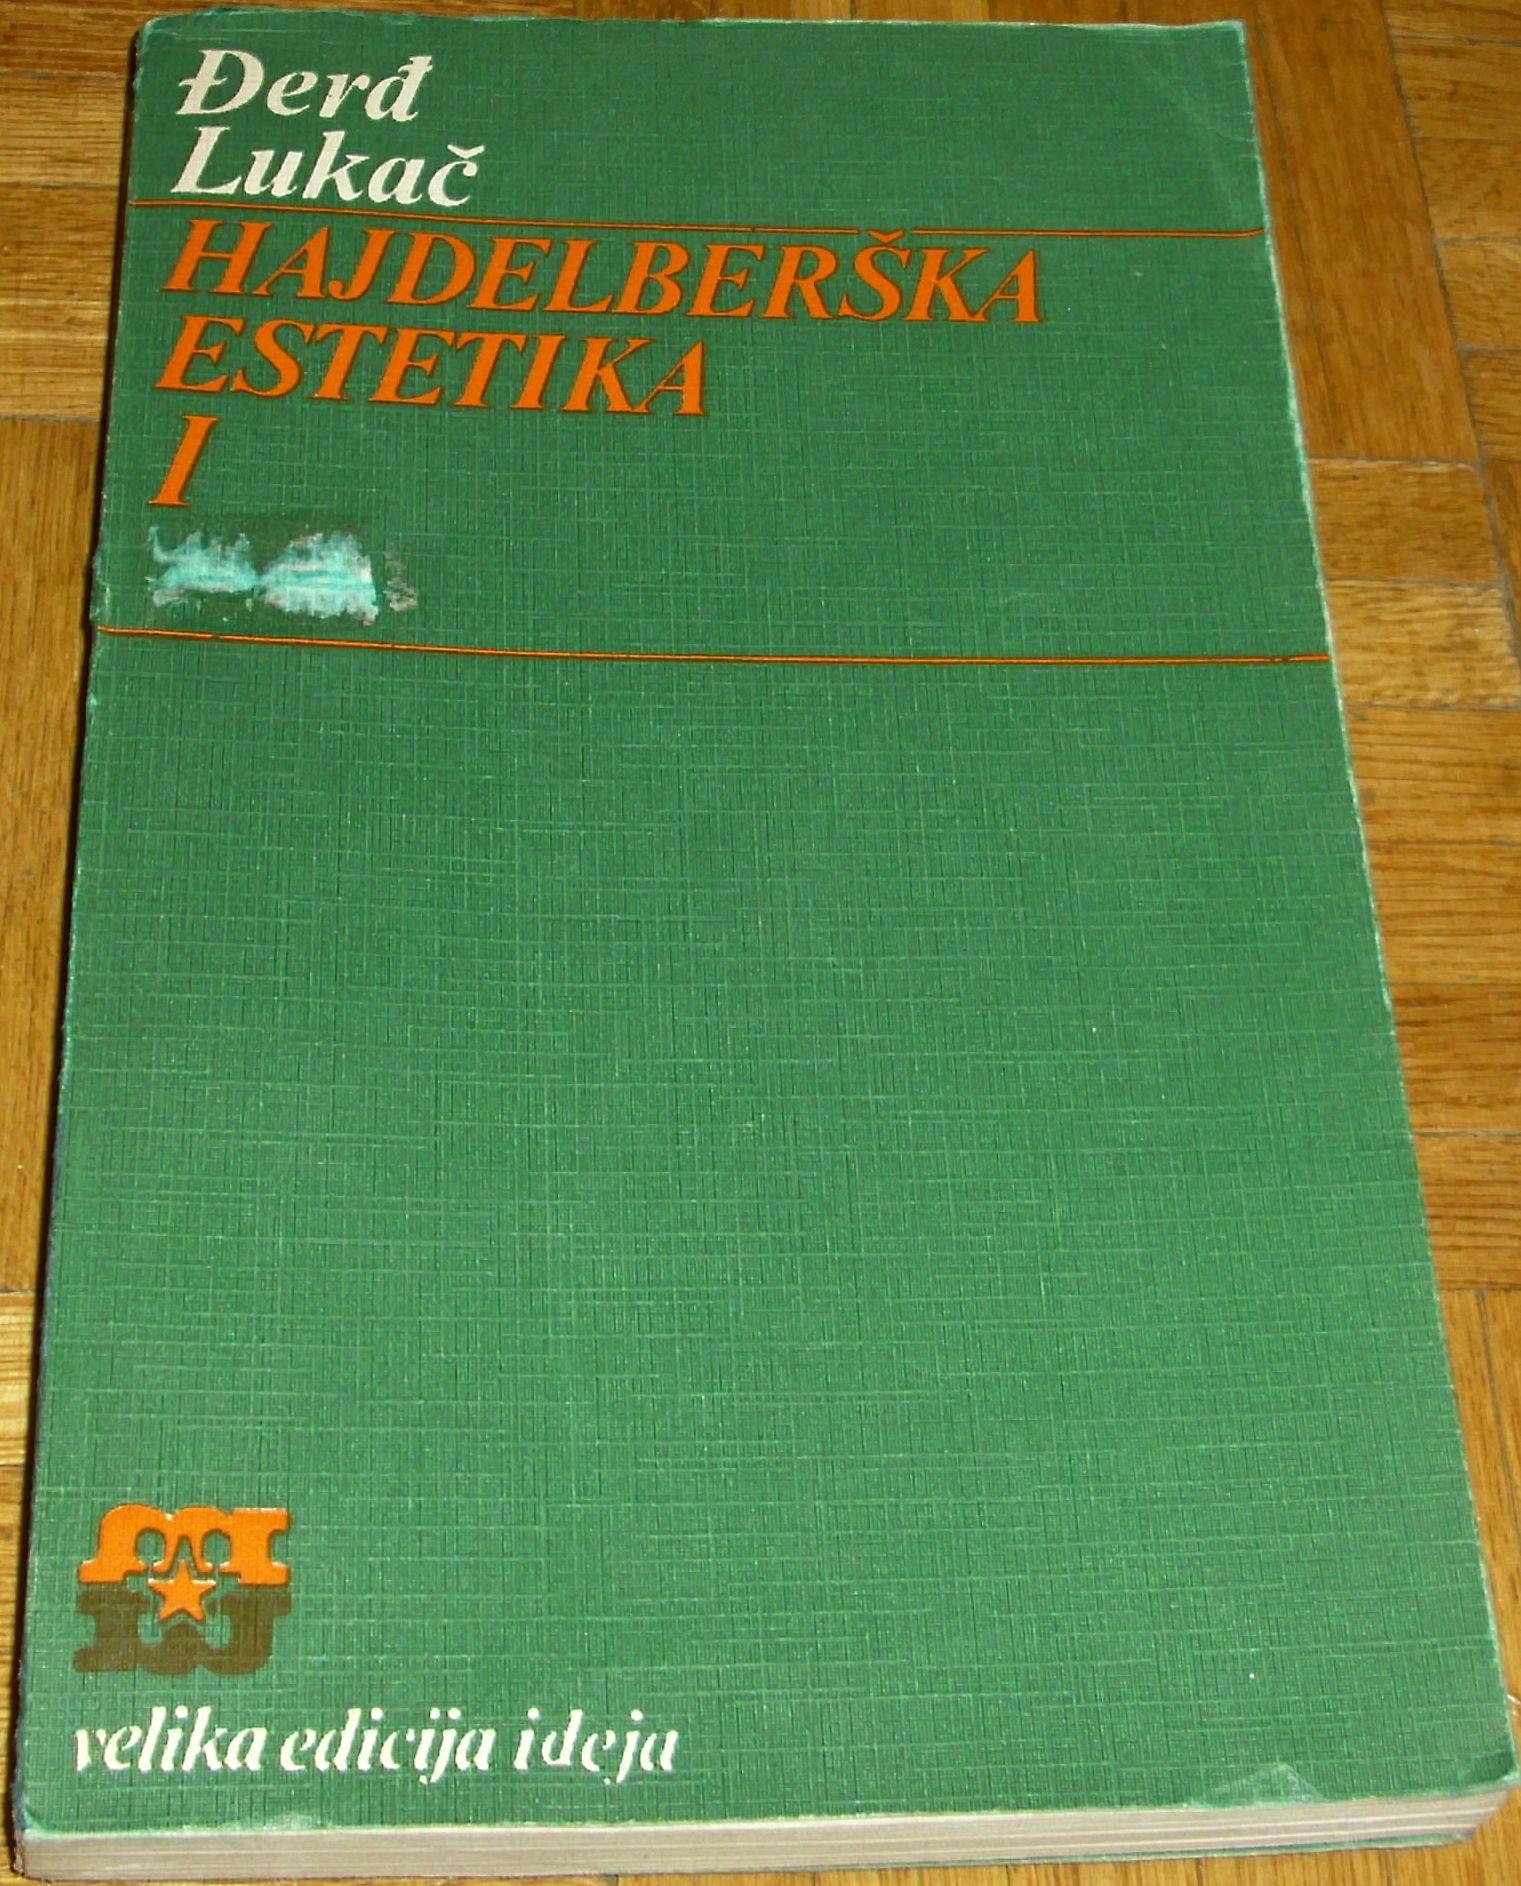 Đerđ
Lukač
HAJDELBERŠKA
ESTETIKA
I
velika edicija ideja